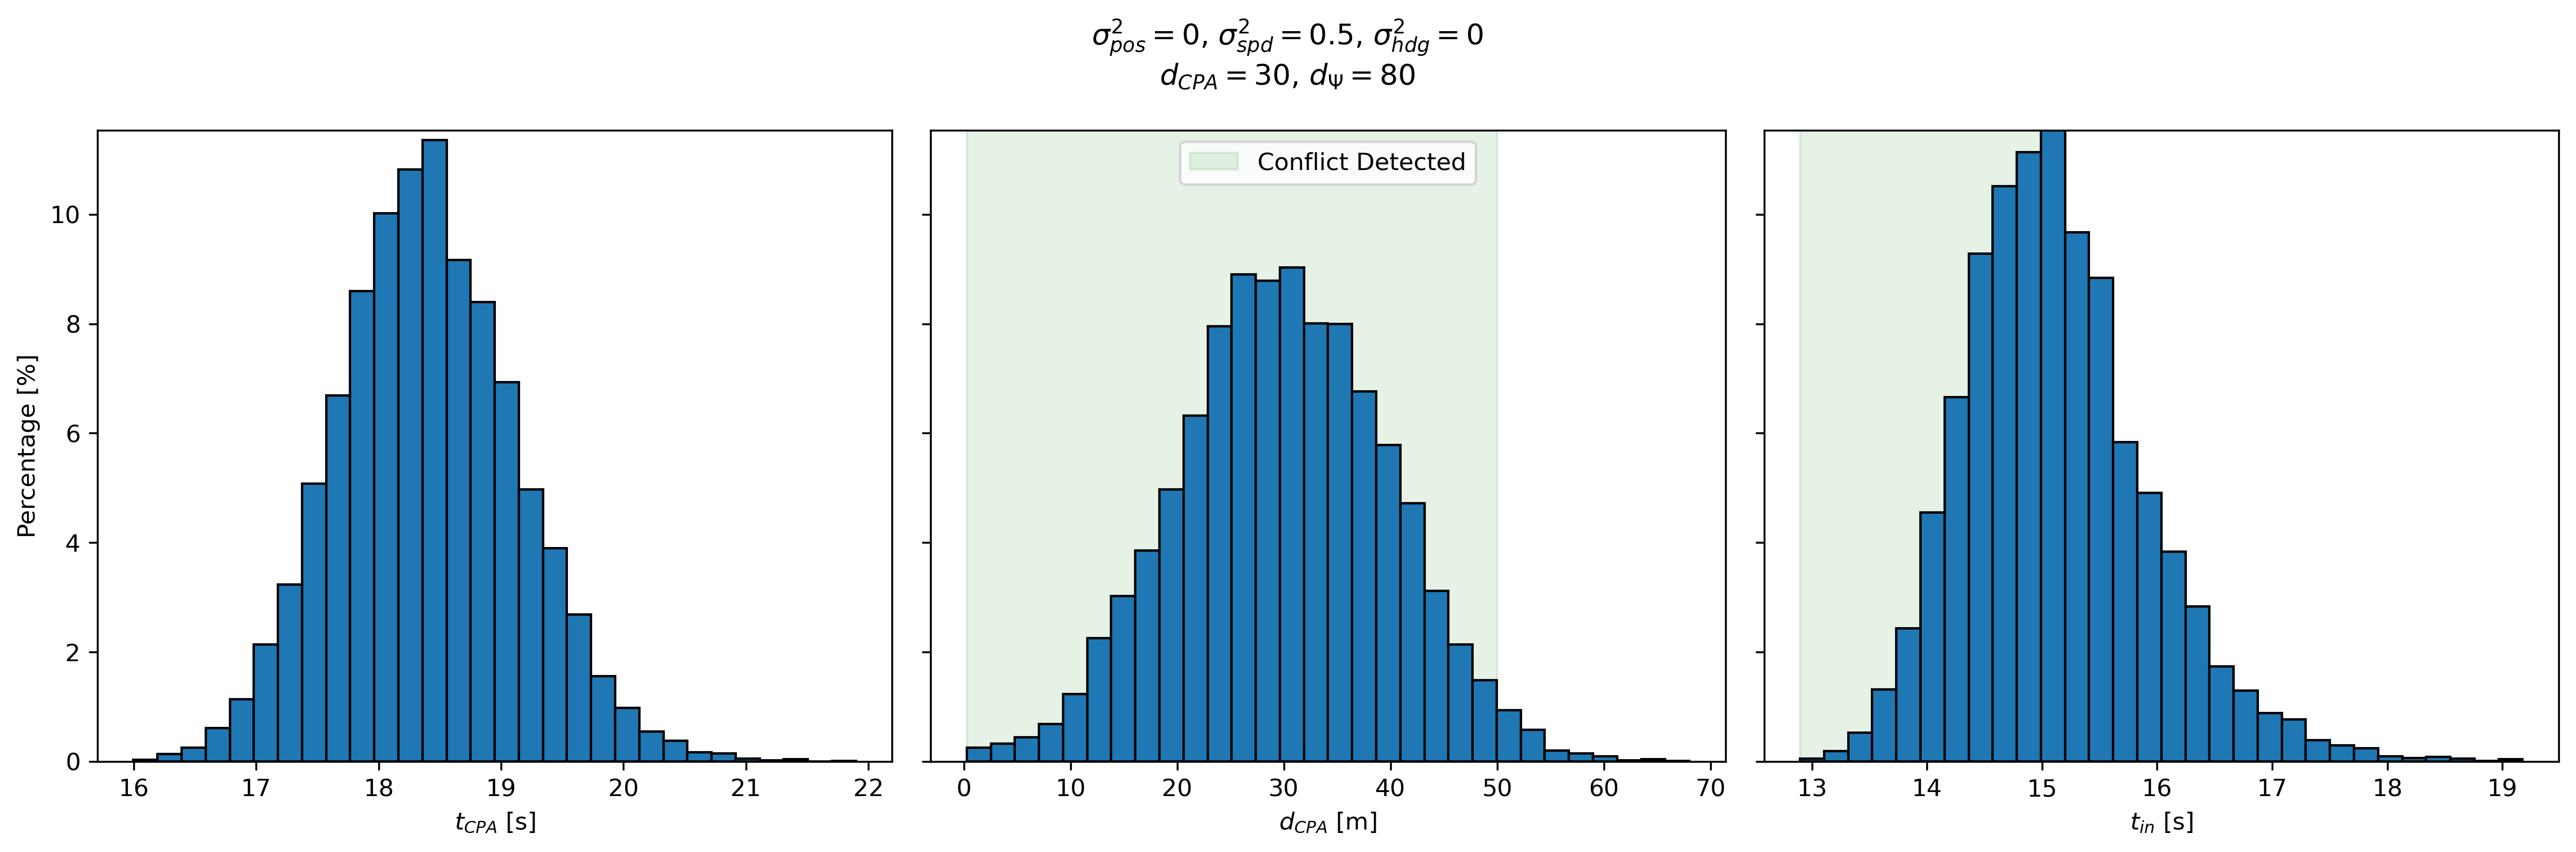 σ²pos = 0, σ²spd = 0.5, σ²hdg = 0
dCPA = 30, dΨ = 80
Conflict Detected
Percentage [%]
10
8
6
4
2
0
16 17 18 19 20 21 22
0 10 20 30 40 50 60 70
13 14 15 16 17 18 19
tCPA [s]
dCPA [m]
tin [s]